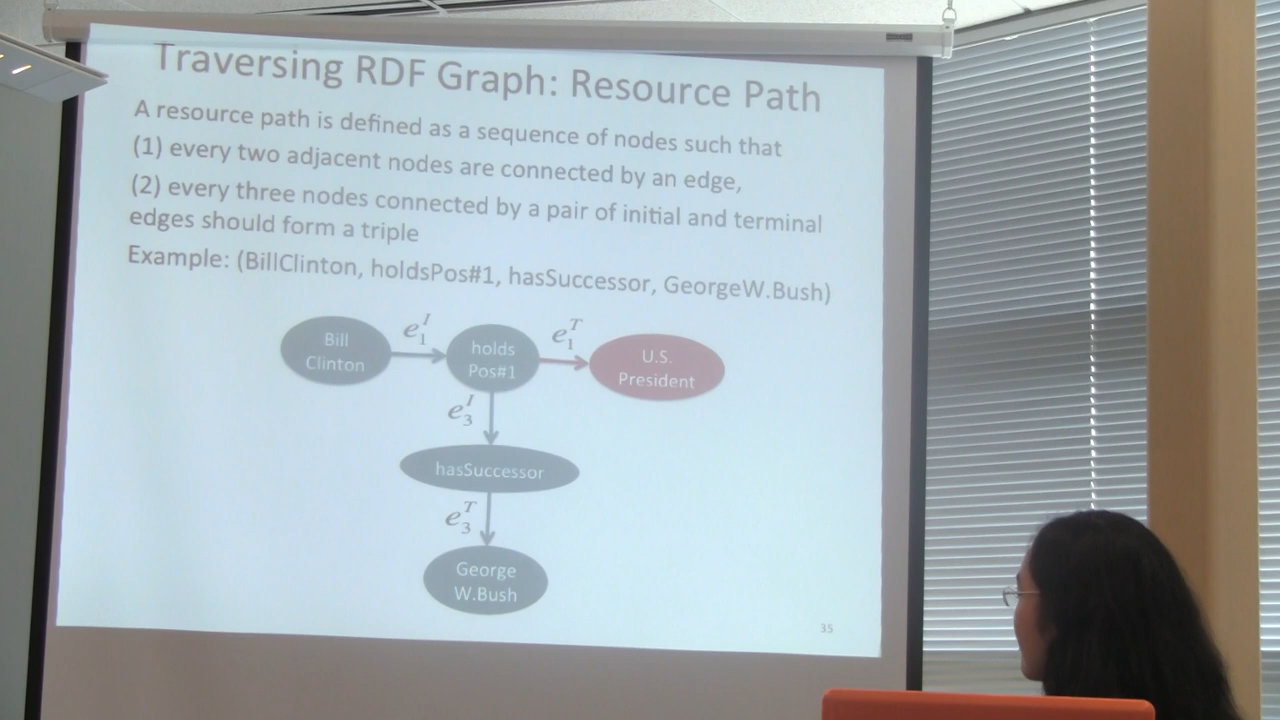 Traversing RDF Graph: Resource Path
A resource path is defined as a sequence of nodes such that
(1) every two adjacent nodes are connected by an edge,
(2) every three nodes connected by a pair of initial and terminal
edges should form a triple
Example: (BillClinton, holdsPos#1, hasSuccessor, GeorgeW.Bush)
Bill
Clinton
e₁ᴵ
holds
Pos#1
e₁ᵀ
U.S.
President
e₃ᴵ
hasSuccessor
e₃ᵀ
George
W.Bush
35